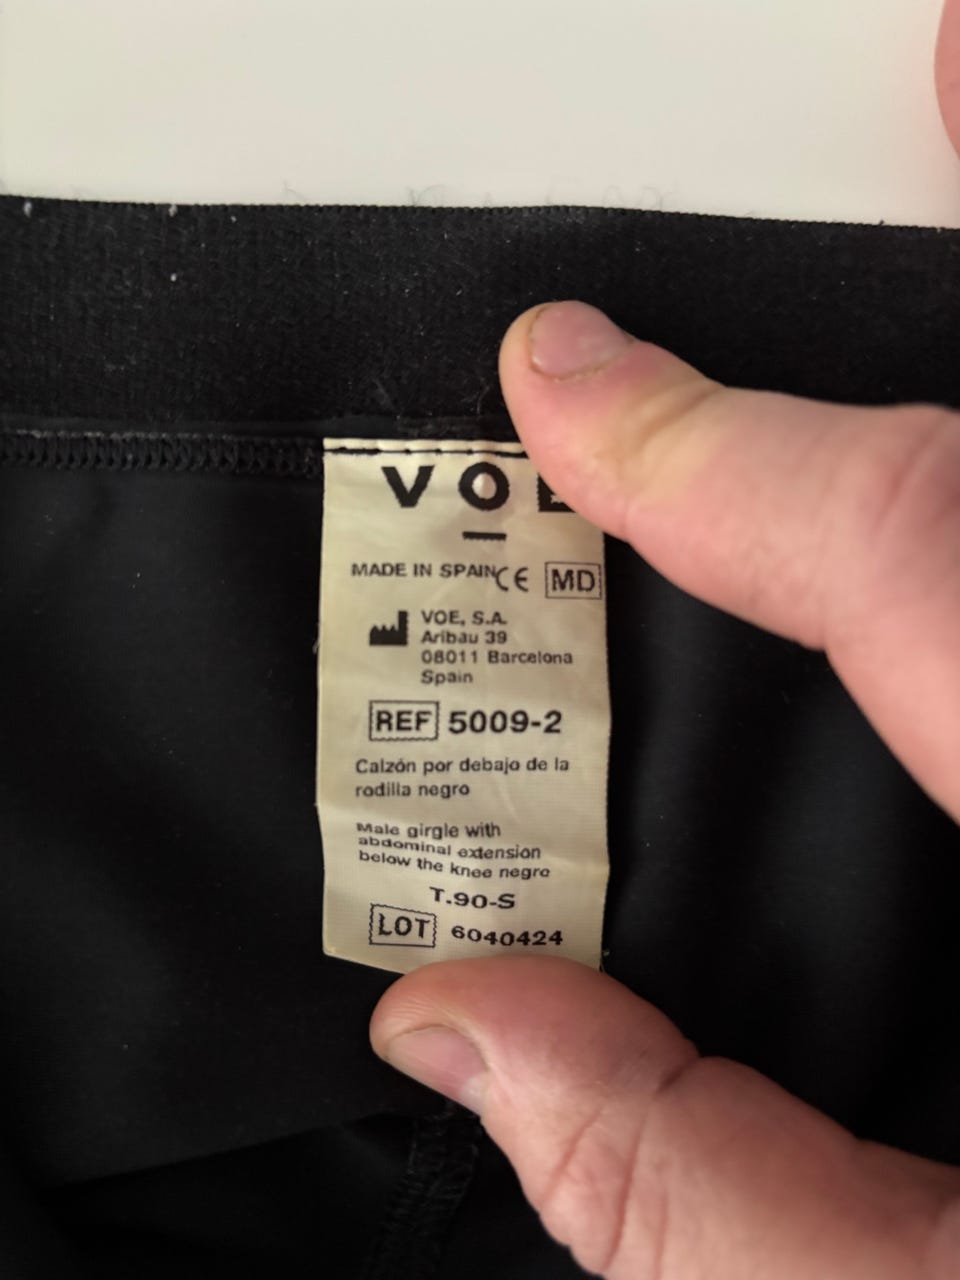 VOE
MADE IN SPAIN CE MD
VOE, S.A.
Aribau 39
08011 Barcelona
Spain
REF 5009-2
Calzón por debajo de la
rodilla negro
Male girgle with
abdominal extension
below the knee negro
T.90-S
LOT 6040424